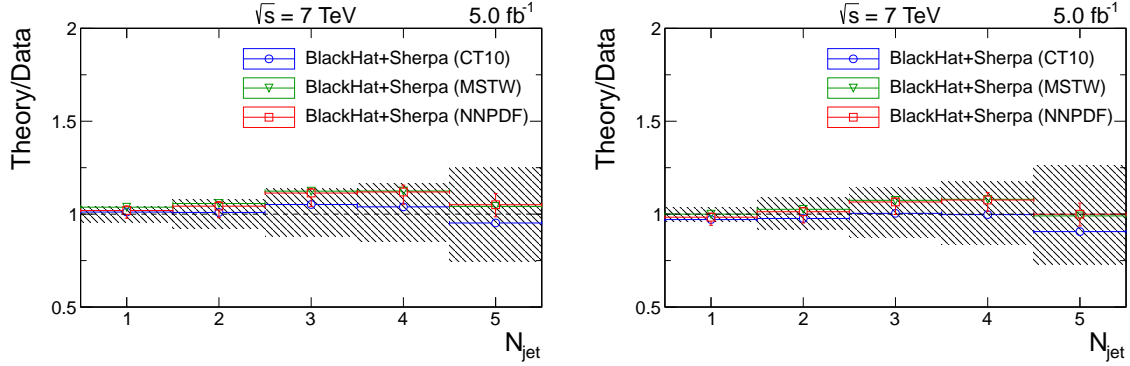 √s = 7 TeV 5.0 fb⁻¹
Theory/Data
2
1.5
1
0.5
BlackHat+Sherpa (CT10)
BlackHat+Sherpa (MSTW)
BlackHat+Sherpa (NNPDF)
1 2 3 4 5
N_jet
√s = 7 TeV 5.0 fb⁻¹
Theory/Data
2
1.5
1
0.5
BlackHat+Sherpa (CT10)
BlackHat+Sherpa (MSTW)
BlackHat+Sherpa (NNPDF)
1 2 3 4 5
N_jet